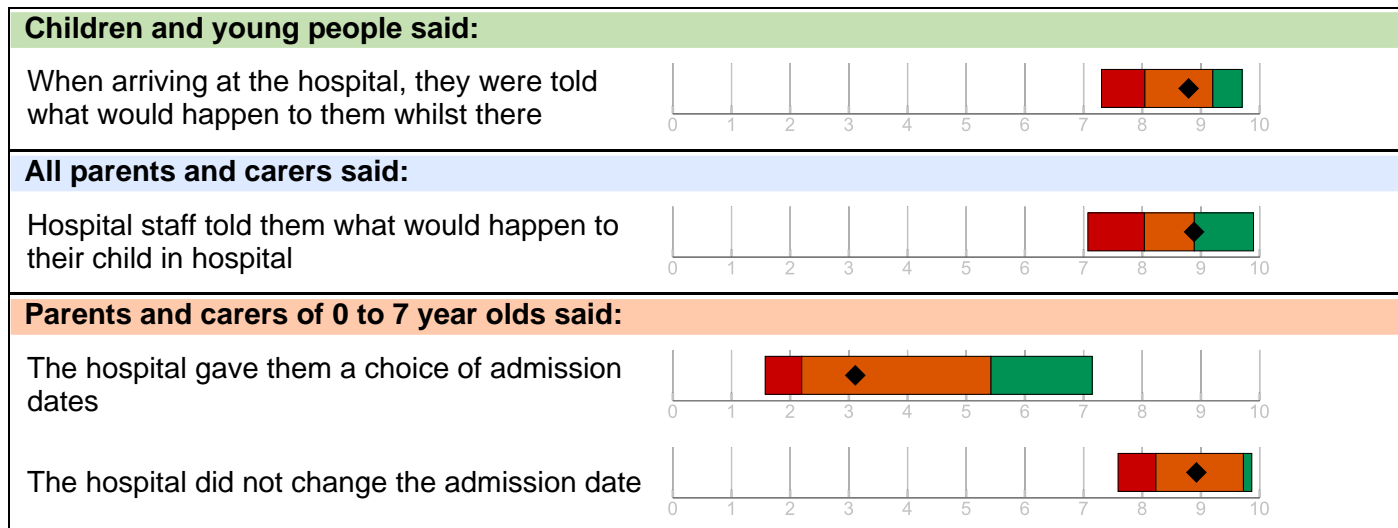 Children and young people said:
When arriving at the hospital, they were told
what would happen to them whilst there
0 1 2 3 4 5 6 7 8 9 10
All parents and carers said:
Hospital staff told them what would happen to
their child in hospital
0 1 2 3 4 5 6 7 8 9 10
Parents and carers of 0 to 7 year olds said:
The hospital gave them a choice of admission
dates
0 1 2 3 4 5 6 7 8 9 10
The hospital did not change the admission date
0 1 2 3 4 5 6 7 8 9 10